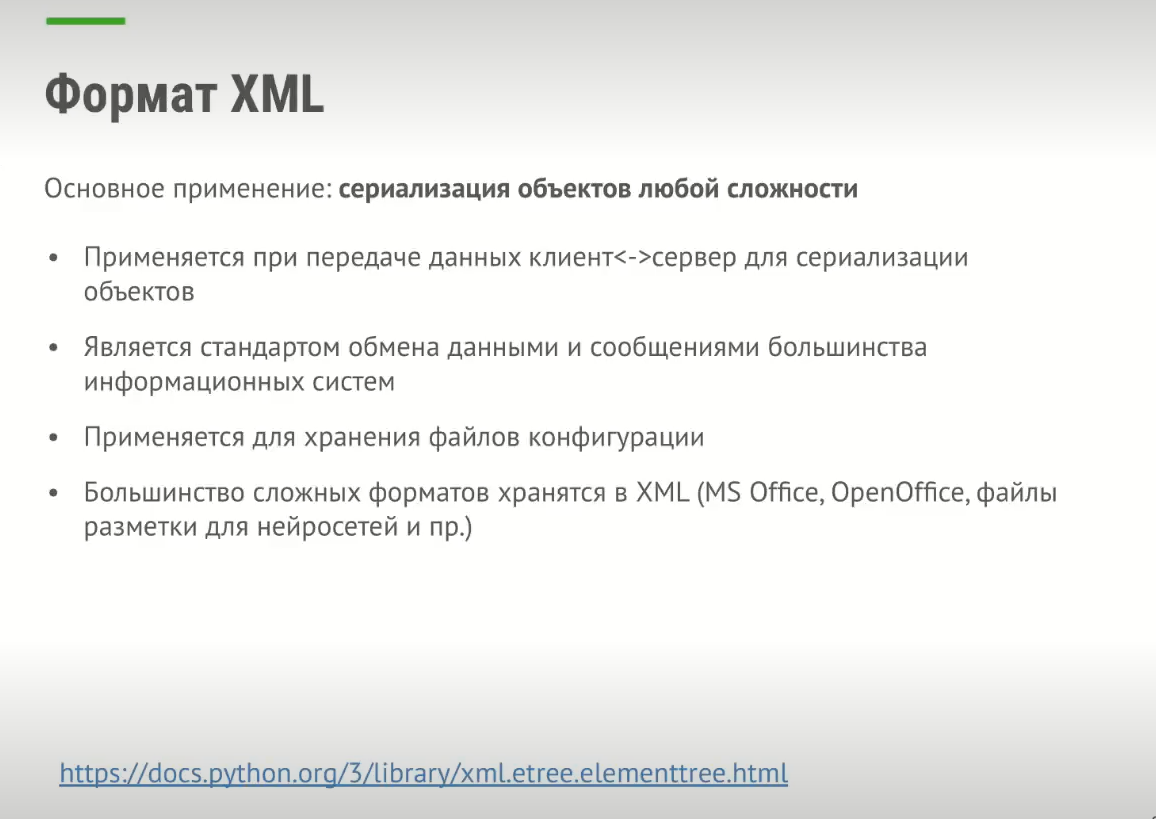 Формат XML
Основное применение: сериализация объектов любой сложности
• Применяется при передаче данных клиент<->сервер для сериализации
объектов
• Является стандартом обмена данными и сообщениями большинства
информационных систем
• Применяется для хранения файлов конфигурации
• Большинство сложных форматов хранятся в XML (MS Office, OpenOffice, файлы
разметки для нейросетей и пр.)
https://docs.python.org/3/library/xml.etree.elementtree.html